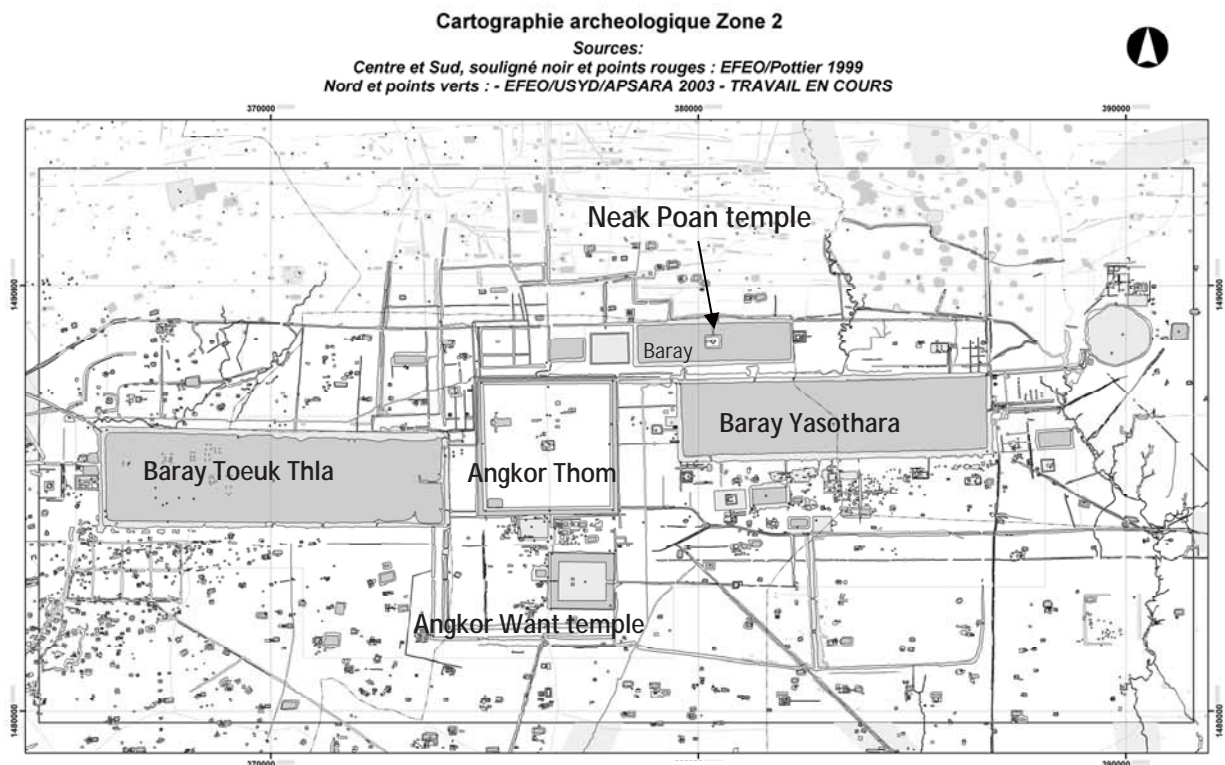 Cartographie archeologique Zone 2
Sources:
Centre et Sud, souligné noir et points rouges : EFEO/Pottier 1999
Nord et points verts : - EFEO/USYD/APSARA 2003 - TRAVAIL EN COURS
370000
380000
390000
Neak Poan temple
1490000
1490000
Baray
Baray Yasothara
Baray Toeuk Thla
Angkor Thom
Angkor Want temple
1480000
1480000
370000
390000